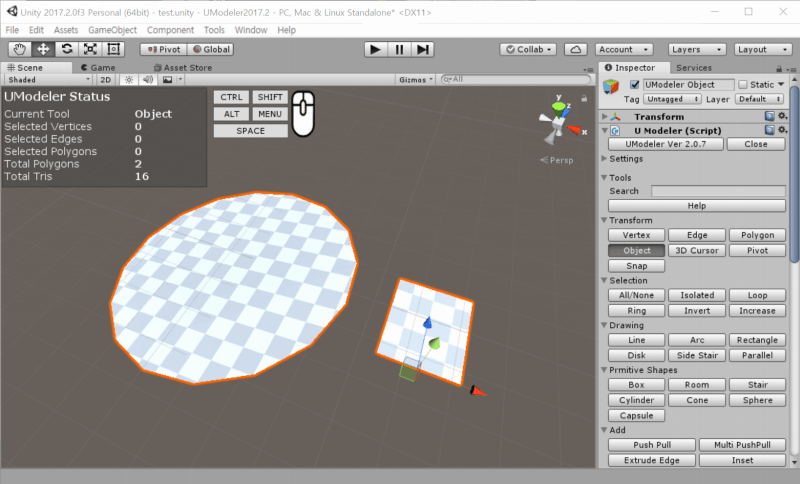 Unity 2017.2.0f3 Personal (64bit) - test.unity - UModeler2017.2 - PC, Mac & Linux Standalone* <DX11>
File Edit Assets GameObject Component Tools Window Help
Pivot Global Collab Account Layers Layout
Scene Game Asset Store
Shaded 2D Gizmos All
UModeler Status
Current Tool Object
Selected Vertices 0
Selected Edges 0
Selected Polygons 0
Total Polygons 2
Total Tris 16
CTRL SHIFT
ALT MENU
SPACE
y
z
x
Persp
Inspector Services
UModeler Object Static
Tag Untagged Layer Default
Transform
U Modeler (Script)
UModeler Ver 2.0.7 Close
Settings
Tools
Search
Help
Transform
Vertex Edge Polygon
Object 3D Cursor Pivot
Snap
Selection
All/None Isolated Loop
Ring Invert Increase
Drawing
Line Arc Rectangle
Disk Side Stair Parallel
Prmitive Shapes
Box Room Stair
Cylinder Cone Sphere
Capsule
Add
Push Pull Multi PushPull
Extrude Edge Inset